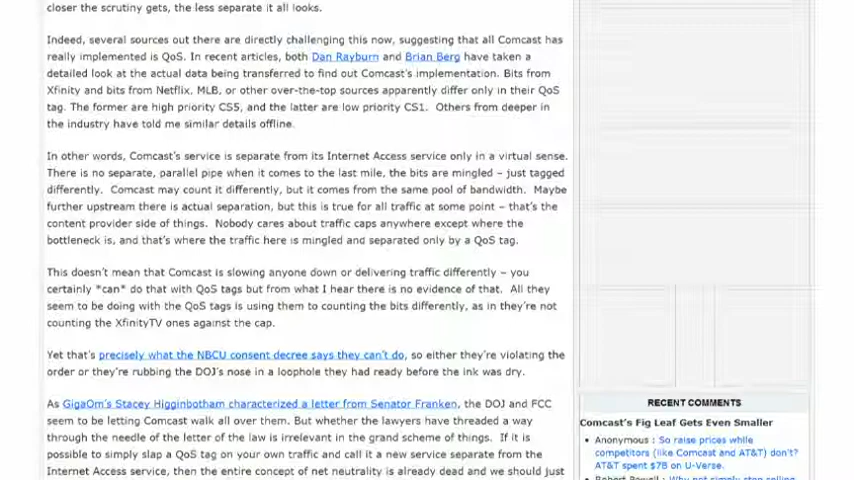 closer the scrutiny gets, the less separate it all looks.
Indeed, several sources out there are directly challenging this now, suggesting that all Comcast has
really implemented is QoS. In recent articles, both Dan Rayburn and Brian Berg have taken a
detailed look at the actual data being transferred to find out Comcast's implementation. Bits from
Xfinity and bits from Netflix, MLB, or other over-the-top sources apparently differ only in their QoS
tag. The former are high priority CS5, and the latter are low priority CS1. Others from deeper in
the industry have told me similar details offline.
In other words, Comcast's service is separate from its Internet Access service only in a virtual sense.
There is no separate, parallel pipe when it comes to the last mile, the bits are mingled – just tagged
differently. Comcast may count it differently, but it comes from the same pool of bandwidth. Maybe
further upstream there is actual separation, but this is true for all traffic at some point – that's the
content provider side of things. Nobody cares about traffic caps anywhere except where the
bottleneck is, and that's where the traffic here is mingled and separated only by a QoS tag.
This doesn't mean that Comcast is slowing anyone down or delivering traffic differently – you
certainly *can* do that with QoS tags but from what I hear there is no evidence of that. All they
seem to be doing with the QoS tags is using them to counting the bits differently, as in they're not
counting the XfinityTV ones against the cap.
Yet that's precisely what the NBCU consent decree says they can't do, so either they're violating the
order or they're rubbing the DOJ's nose in a loophole they had ready before the ink was dry.
As GigaOm's Stacey Higginbotham characterized a letter from Senator Franken, the DOJ and FCC
seem to be letting Comcast walk all over them. But whether the lawyers have threaded a way
through the needle of the letter of the law is irrelevant in the grand scheme of things. If it is
possible to simply slap a QoS tag on your own traffic and call it a new service separate from the
Internet Access service, then the entire concept of net neutrality is already dead and we should just
RECENT COMMENTS
Comcast's Fig Leaf Gets Even Smaller
• Anonymous : So raise prices while
competitors (like Comcast and AT&T) don't?
AT&T spent $7B on U-Verse.
• Robert Powell : Why not simply stop selling